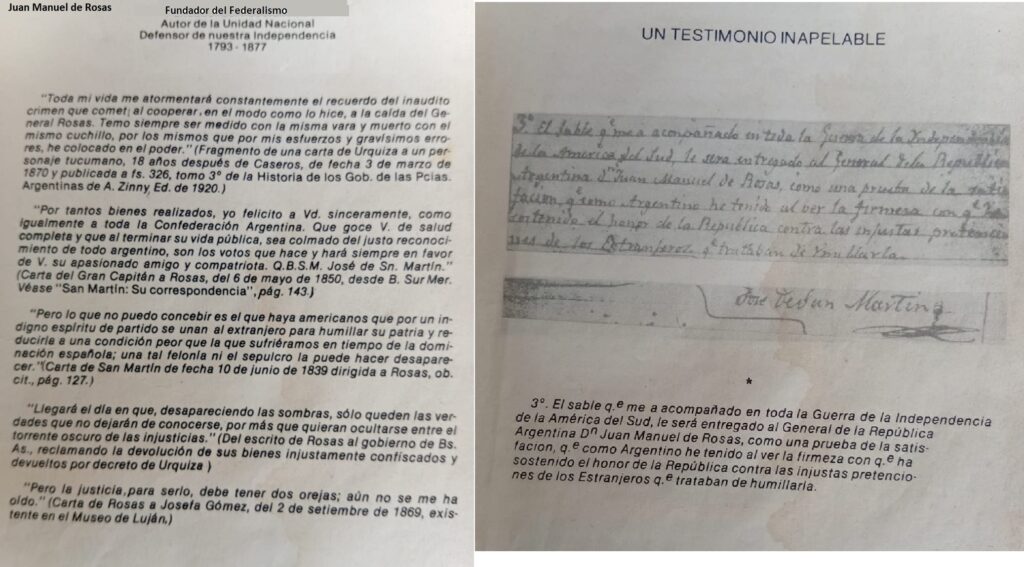 Juan Manuel de Rosas
Fundador del Federalismo
Autor de la Unidad Nacional
Defensor de nuestra Independencia
1793 - 1877
"Toda mi vida me atormentará constantemente el recuerdo del inaudito
crimen que cometí al cooperar, en el modo como lo hice, a la caída del Ge-
neral Rosas. Temo siempre ser medido con la misma vara y muerto con el
mismo cuchillo, por los mismos que por mis esfuerzos y gravísimos erro-
res, he colocado en el poder." (Fragmento de una carta de Urquiza a un per-
sonaje tucumano, 18 años después de Caseros, de fecha 3 de marzo de
1870 y publicada a fs. 326, tomo 3º de la Historia de los Gob. de las Pcias.
Argentinas de A. Zinny, Ed. de 1920.)
"Por tantos bienes realizados, yo felicito a Vd. sinceramente, como
igualmente a toda la Confederación Argentina. Que goce V. de salud
completa y que al terminar su vida pública, sea colmado del justo reconoci-
miento de todo argentino, son los votos que hace y hará siempre en favor
de V. su apasionado amigo y compatriota. Q.B.S.M. José de Sn. Martín."
(Carta del Gran Capitán a Rosas, del 6 de mayo de 1850, desde B. Sur Mer.
Véase "San Martín: Su correspondencia", pág. 143.)
"Pero lo que no puedo concebir es el que haya americanos que por un in-
digno espíritu de partido se unan al extranjero para humillar su patria y re-
ducirla a una condición peor que la que sufriéramos en tiempo de la domi-
nación española; una tal felonía ni el sepulcro la puede hacer desapare-
cer." (Carta de San Martín de fecha 10 de junio de 1839 dirigida a Rosas, ob.
cit., pág. 127.)
"Llegará el día en que, desapareciendo las sombras, sólo queden las ver-
dades que no dejarán de conocerse, por más que quieran ocultarse entre el
torrente oscuro de las injusticias." (Del escrito de Rosas al gobierno de Bs.
As., reclamando la devolución de sus bienes injustamente confiscados y
devueltos por decreto de Urquiza)
"Pero la justicia, para serlo, debe tener dos orejas; aún no se me ha
oído." (Carta de Rosas a Josefa Gómez, del 2 de setiembre de 1869, exis-
tente en el Museo de Luján.)
UN TESTIMONIO INAPELABLE
3º El sable q.e me a acompañado en toda la Guerra de la Independencia
de la America del Sud, le sera entregado al General de la Republica
Argentina Dn Juan Manuel de Rosas, como una prueba de la satis
facion, q.e como Argentino he tenido al ver la firmeza con q.e ha
sostenido el honor de la Republica contra las injustas pretencio
nes de los Estranjeros q.e trataban de umillarla.
José de San Martin
*
3º. El sable q.e me a acompañado en toda la Guerra de la Independencia
de la América del Sud, le será entregado al General de la República
Argentina Dn Juan Manuel de Rosas, como una prueba de la satis-
facion, q.e como Argentino he tenido al ver la firmeza con q.e ha
sostenido el honor de la República contra las injustas pretencio-
nes de los Estranjeros q.e trataban de humillarla.